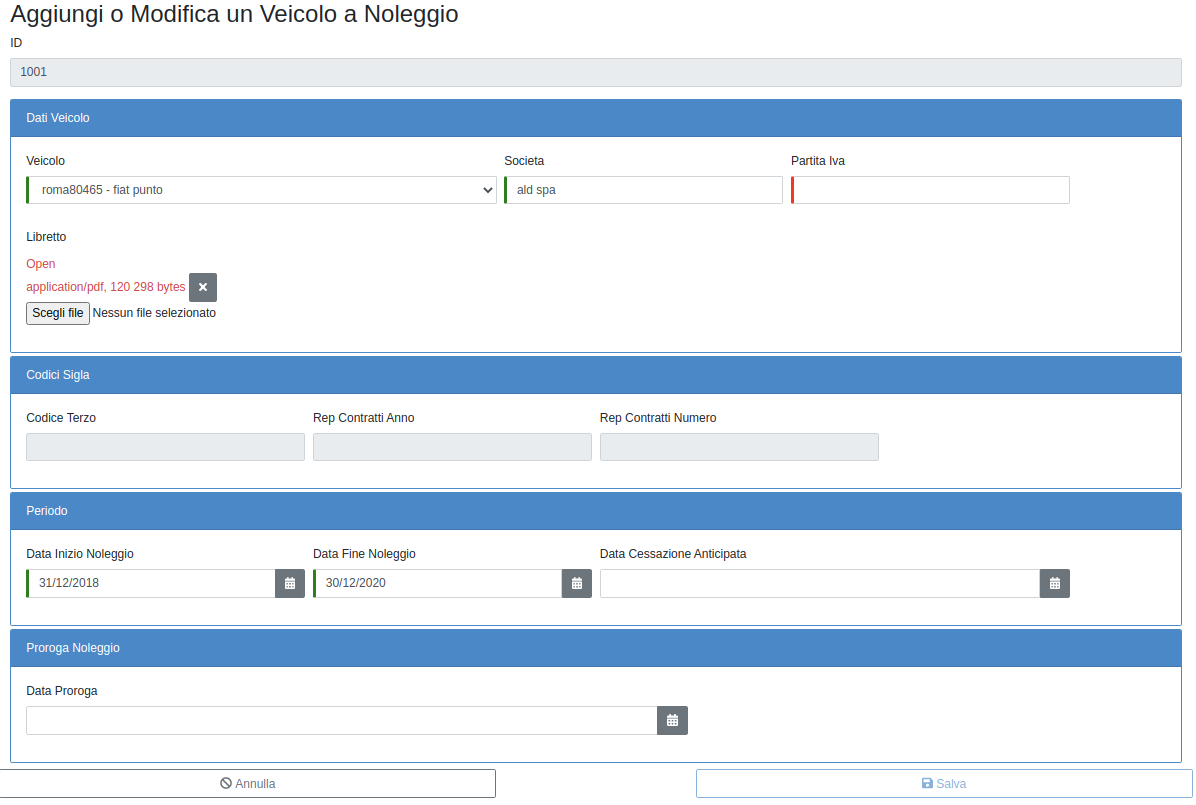 Aggiungi o Modifica un Veicolo a Noleggio
ID
1001
Dati Veicolo
Veicolo Societa Partita Iva
roma80465 - fiat punto ald spa
Libretto
Open
application/pdf, 120 298 bytes
Scegli file Nessun file selezionato
Codici Sigla
Codice Terzo Rep Contratti Anno Rep Contratti Numero
Periodo
Data Inizio Noleggio Data Fine Noleggio Data Cessazione Anticipata
31/12/2018 30/12/2020
Proroga Noleggio
Data Proroga
Annulla Salva